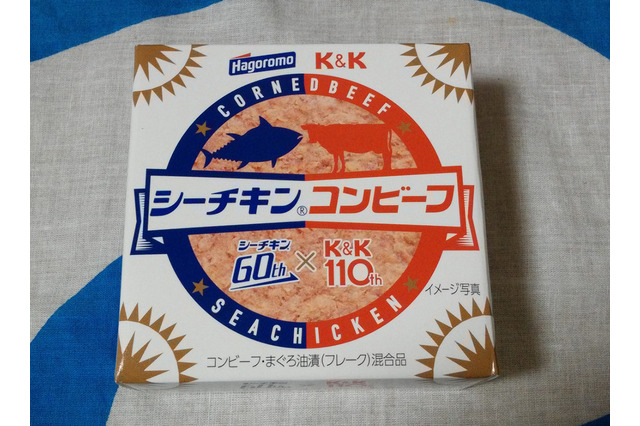 Hagoromo K&K
CORNEDBEEF
シーチキン®コンビーフ
シーチキン® 60th × K&K 110th
イメージ写真
SEACHICKEN
コンビーフ・まぐろ油漬(フレーク)混合品